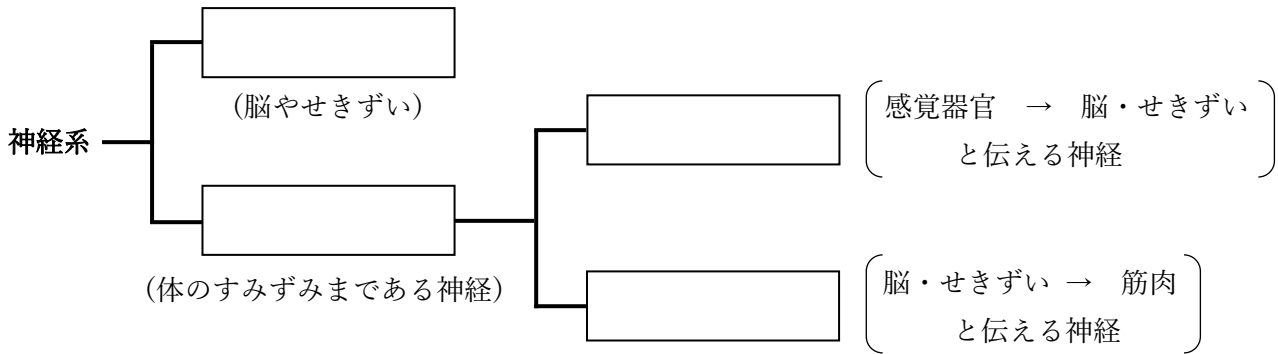 神経系
(脳やせきずい)
(体のすみずみまである神経)
感覚器官 → 脳・せきずい
と伝える神経
脳・せきずい → 筋肉
と伝える神経